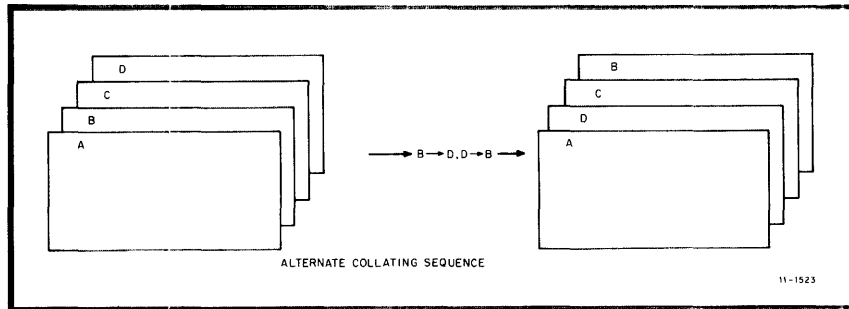 D
C
B
A
B → D, D → B
B
C
D
A
ALTERNATE COLLATING SEQUENCE
11-1523